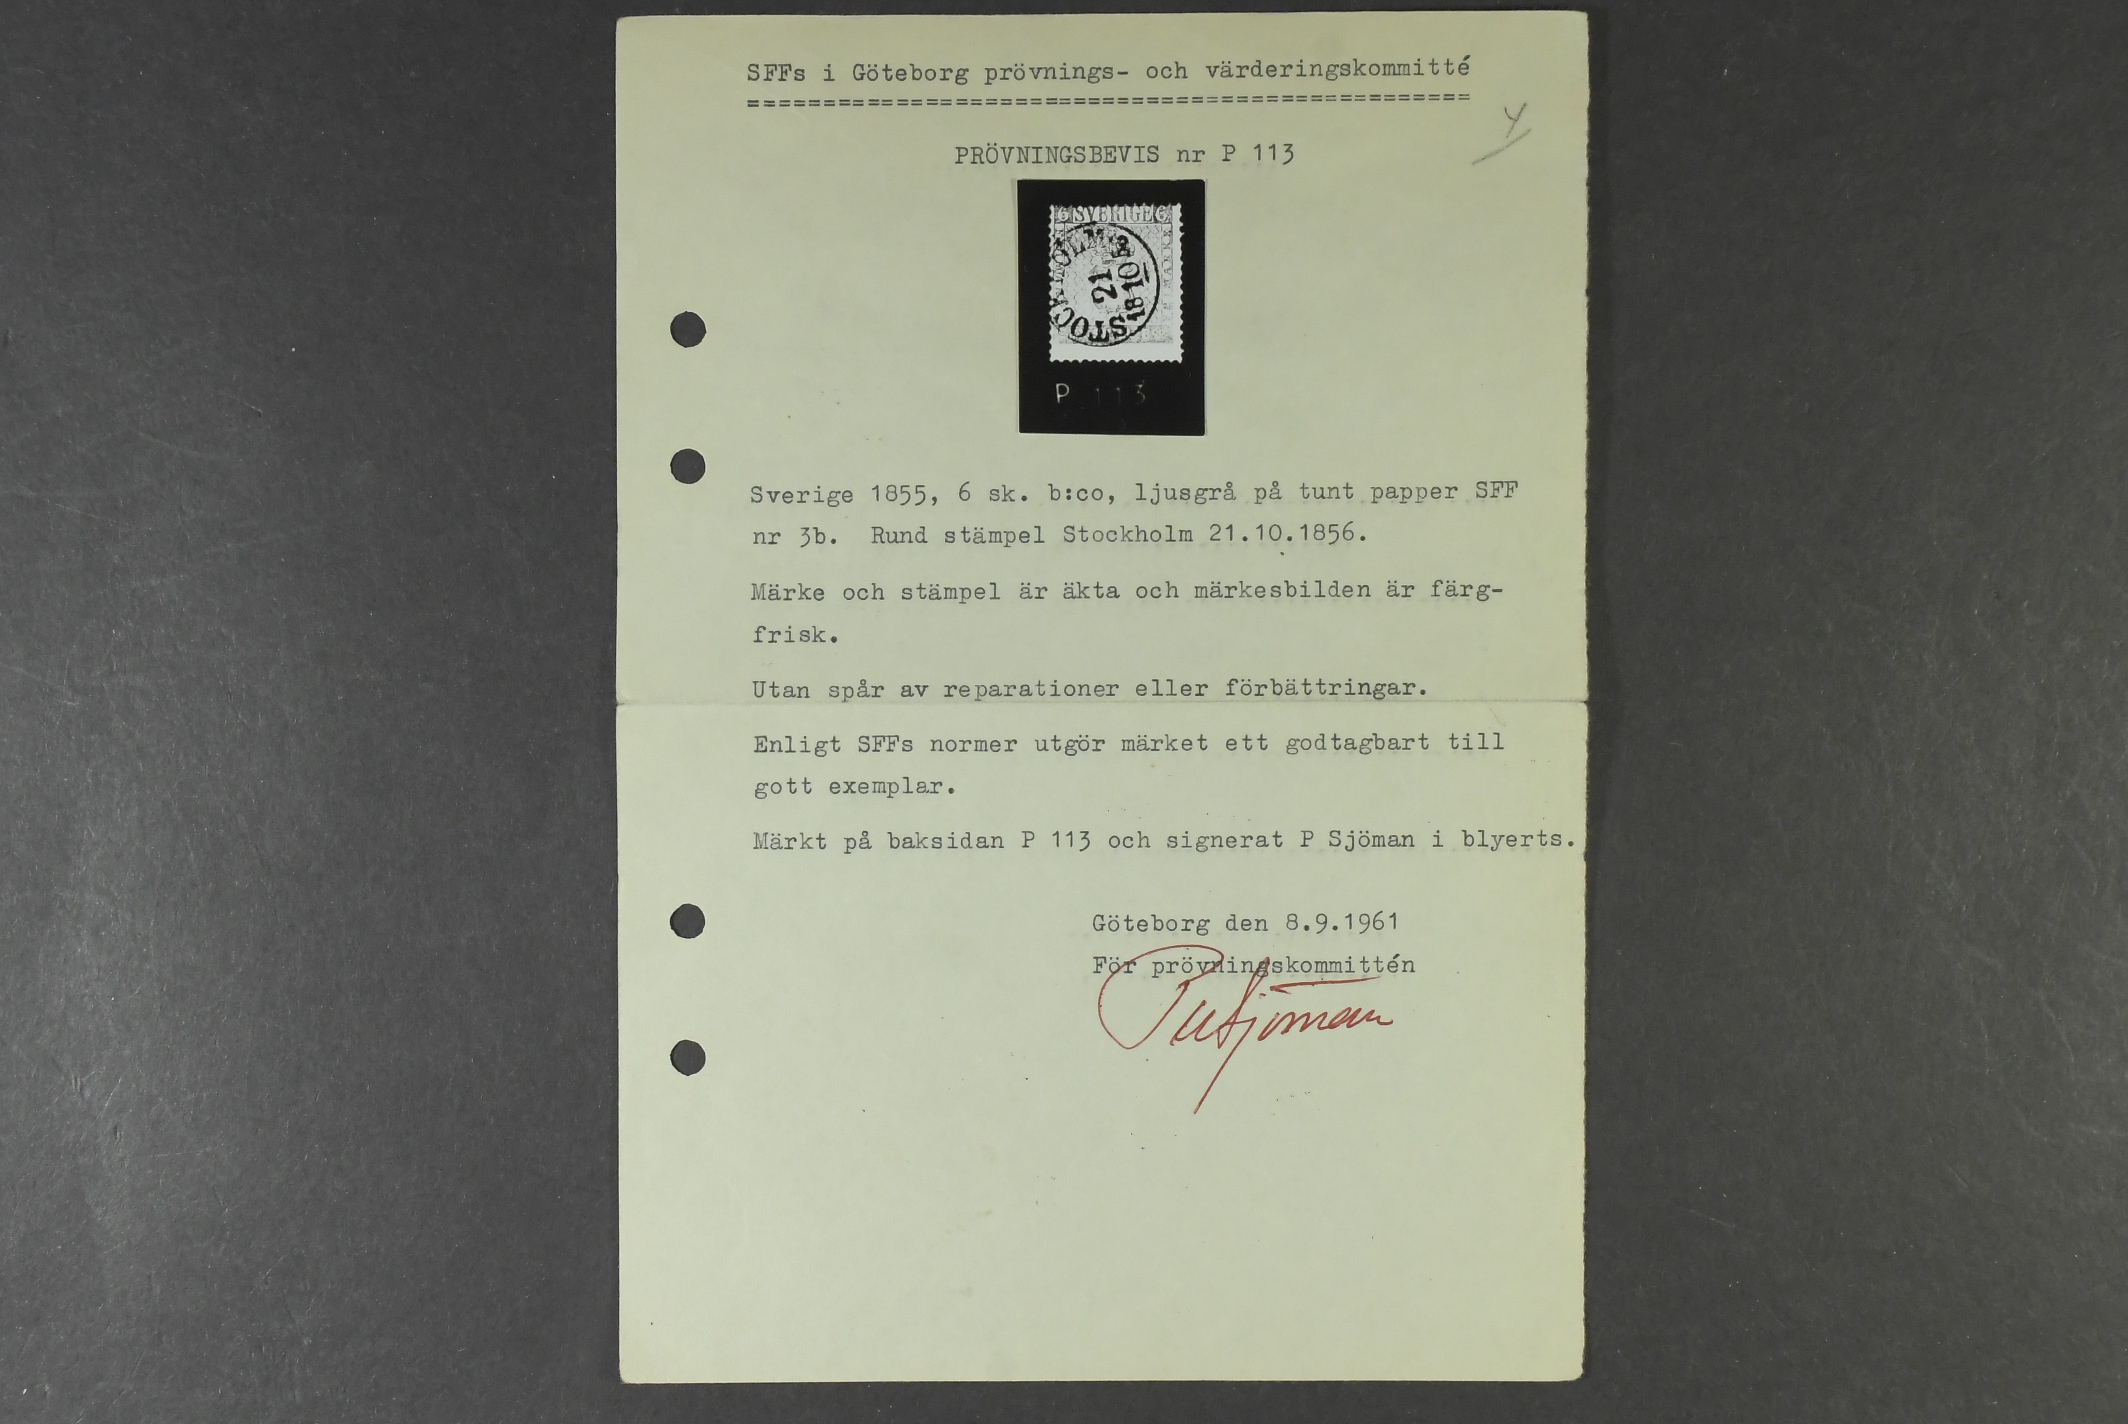 SFFs i Göteborg prövnings- och värderingskommitté
=================================================
4
PRÖVNINGSBEVIS nr P 113
6 SVERIGE 6
STOCKHOLM
21
10
P 113
Sverige 1855, 6 sk. b:co, ljusgrå på tunt papper SFF
nr 3b. Rund stämpel Stockholm 21.10.1856.
Märke och stämpel är äkta och märkesbilden är färg-
frisk.
Utan spår av reparationer eller förbättringar.
Enligt SFFs normer utgör märket ett godtagbart till
gott exemplar.
Märkt på baksidan P 113 och signerat P Sjöman i blyerts.
Göteborg den 8.9.1961
För prövningskommittén